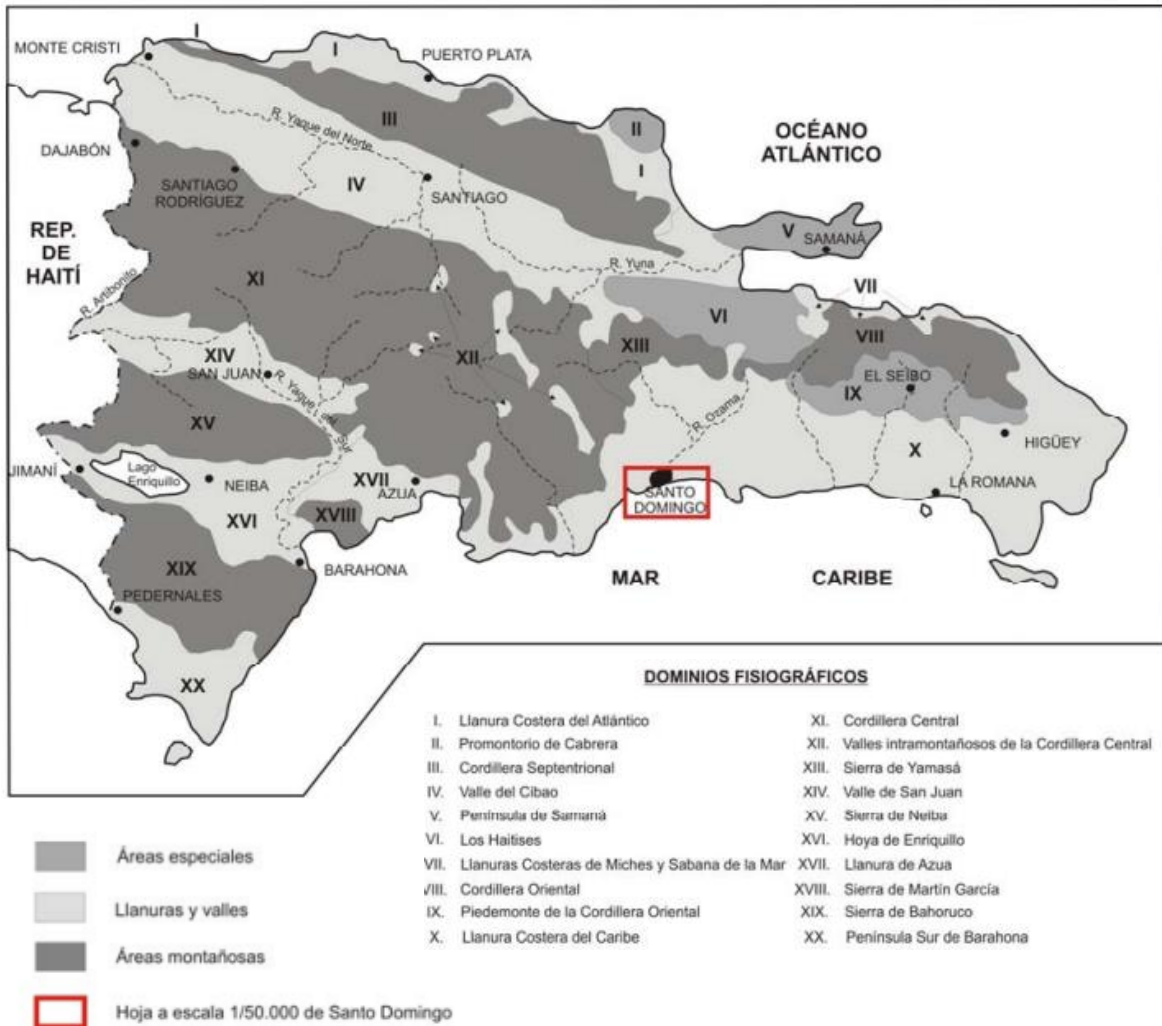 I
I
MONTE CRISTI
PUERTO PLATA
III
II
OCÉANO
ATLÁNTICO
DAJABÓN
R. Yaque del Norte
I
SANTIAGO
RODRÍGUEZ
IV
SANTIAGO
REP.
DE
HAITÍ
V
SAMANÁ
R. Yuna
XI
VII
R. Artibonito
VI
XIV
XII
XIII
VIII
SAN JUAN
R. Yaque del Sur
EL SEIBO
IX
XV
R. Ozama
HIGÜEY
JIMANÍ
Lago
Enriquillo
NEIBA
XVII
AZUA
X
SANTO
DOMINGO
LA ROMANA
XVI
XVIII
XIX
BARAHONA
MAR CARIBE
PEDERNALES
XX
DOMINIOS FISIOGRÁFICOS
I. Llanura Costera del Atlántico
II. Promontorio de Cabrera
III. Cordillera Septentrional
IV. Valle del Cibao
V. Península de Samaná
VI. Los Haitises
VII. Llanuras Costeras de Miches y Sabana de la Mar
VIII. Cordillera Oriental
IX. Piedemonte de la Cordillera Oriental
X. Llanura Costera del Caribe
XI. Cordillera Central
XII. Valles intramontañosos de la Cordillera Central
XIII. Sierra de Yamasá
XIV. Valle de San Juan
XV. Sierra de Neiba
XVI. Hoya de Enriquillo
XVII. Llanura de Azua
XVIII. Sierra de Martín García
XIX. Sierra de Bahoruco
XX. Península Sur de Barahona
Áreas especiales
Llanuras y valles
Áreas montañosas
Hoja a escala 1/50.000 de Santo Domingo